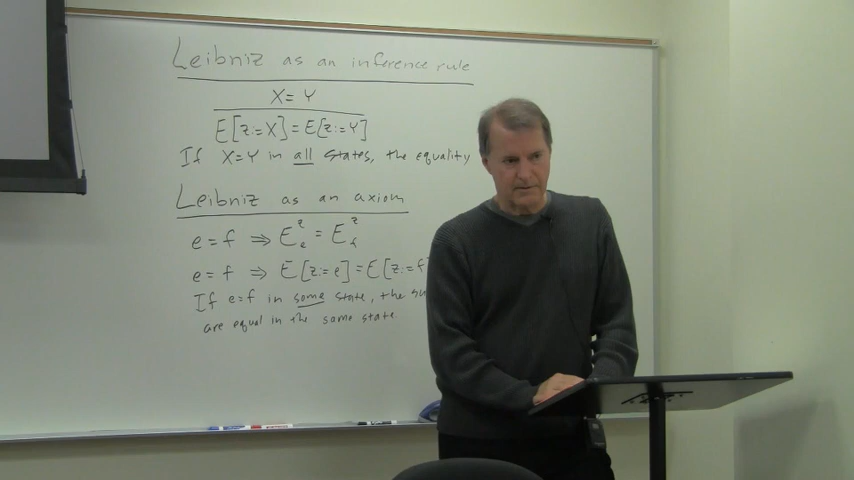 Leibniz as an inference rule
X=Y
E[z:=X]=E[z:=Y]
If X=Y in all states, the equality
Leibniz as an axiom
e=f ⇒ E^z_e = E^z_f
e=f ⇒ E[z:=e]=E[z:=f
If e=f in some state, the
are equal in the same state.